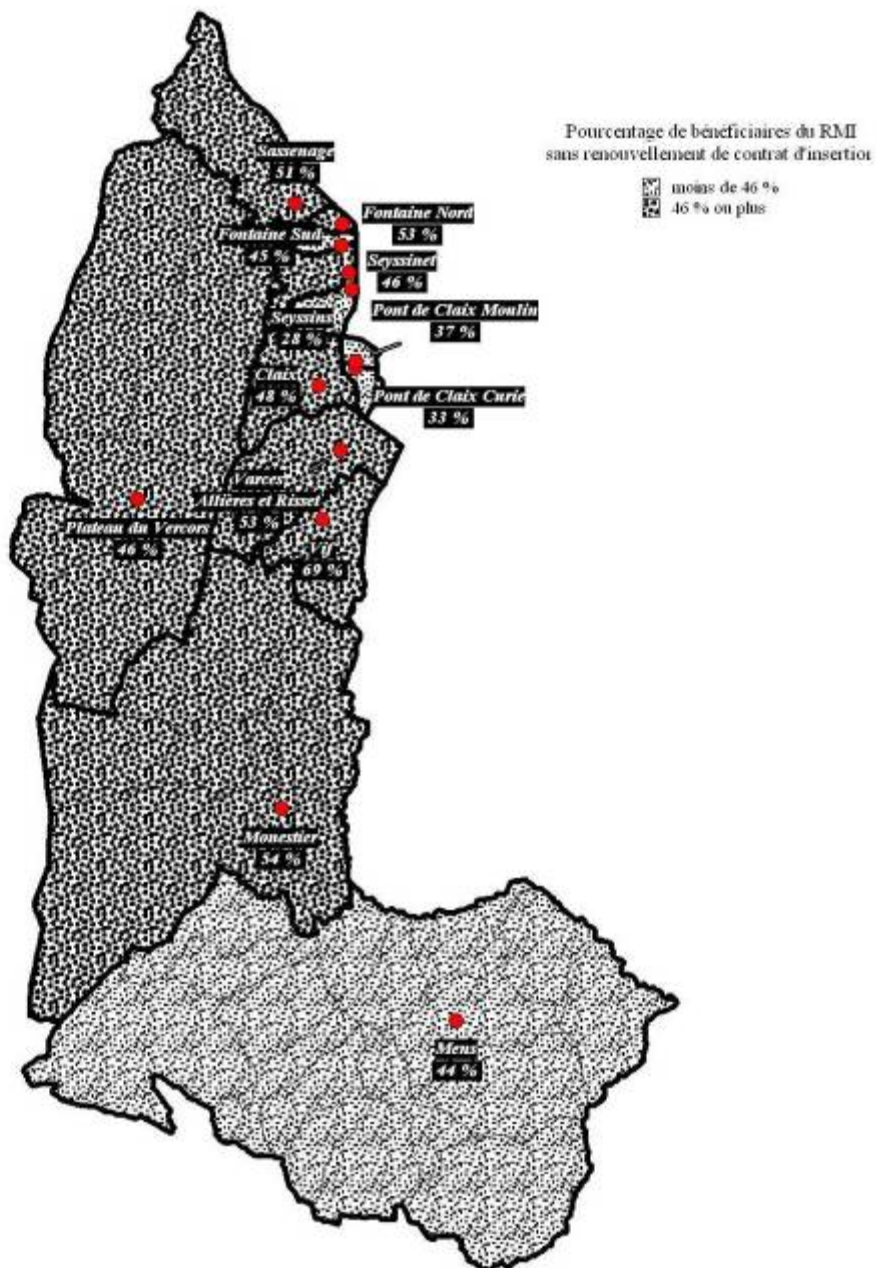 Pourcentage de bénéficiaires du RMI
sans renouvellement de contrat d'insertion
moins de 46 %
46 % ou plus
Sassenage
51 %
Fontaine Nord
53 %
Fontaine Sud
45 %
Seyssinet
46 %
Seyssins
28 %
Pont de Claix Moulin
37 %
Claix
48 %
Pont de Claix Curie
33 %
Varces
Allières et Risset
53 %
Plateau du Vercors
46 %
69 %
Monestier
54 %
Mens
44 %